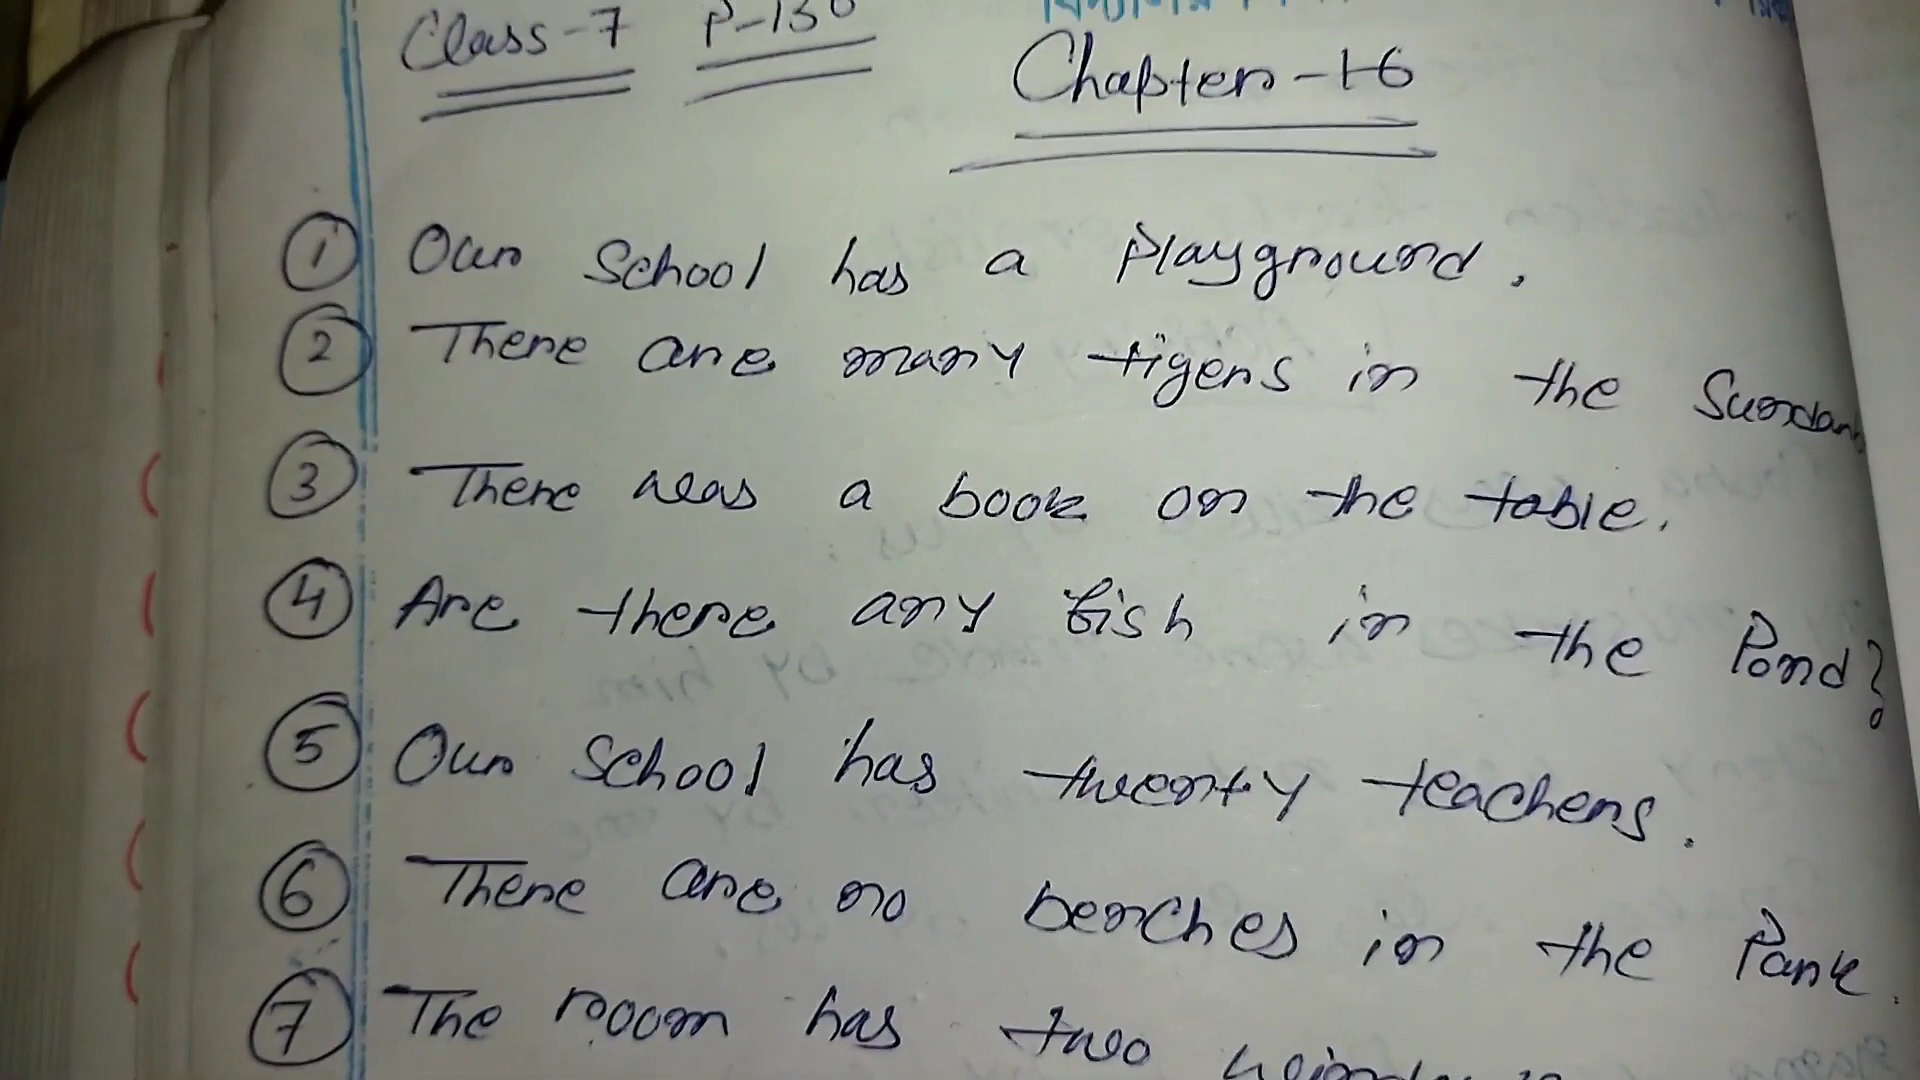 Class-7 P-130
Chapter-16
① Our School has a Playground.
② There are many tigers in the
③ There was a book on the table.
④ Are there any fish in the Pond?
⑤ Our School has twenty teachers.
⑥ There are no benches in the Park.
⑦ The room has two